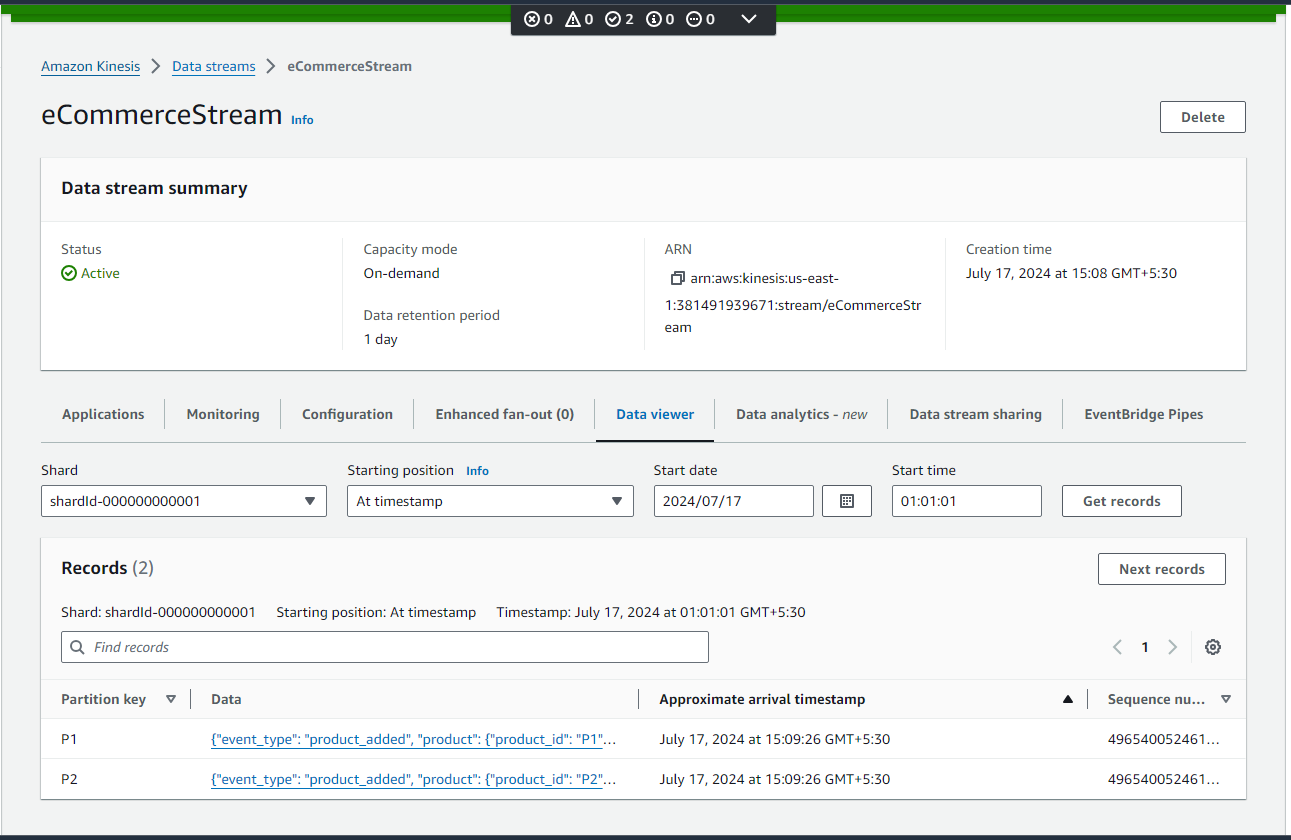 0 0 2 0 0
Amazon Kinesis > Data streams > eCommerceStream
eCommerceStream Info
Delete
Data stream summary
Status
Active
Capacity mode
On-demand
Data retention period
1 day
ARN
arn:aws:kinesis:us-east-
1:381491939671:stream/eCommerceStr
eam
Creation time
July 17, 2024 at 15:08 GMT+5:30
Applications Monitoring Configuration Enhanced fan-out (0) Data viewer Data analytics - new Data stream sharing EventBridge Pipes
Shard Starting position Info Start date Start time
shardId-000000000001 At timestamp 2024/07/17 01:01:01 Get records
Records (2)
Next records
Shard: shardId-000000000001 Starting position: At timestamp Timestamp: July 17, 2024 at 01:01:01 GMT+5:30
Find records
1
Partition key Data Approximate arrival timestamp Sequence nu...
P1 {"event_type": "product_added", "product": {"product_id": "P1"... July 17, 2024 at 15:09:26 GMT+5:30 496540052461...
P2 {"event_type": "product_added", "product": {"product_id": "P2"... July 17, 2024 at 15:09:26 GMT+5:30 496540052461...